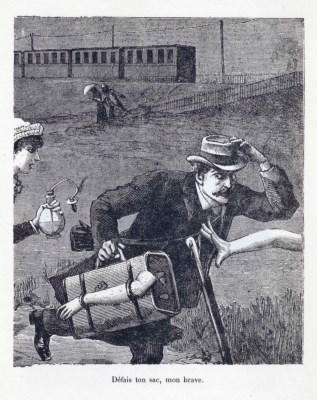 Défais ton sac, mon brave.